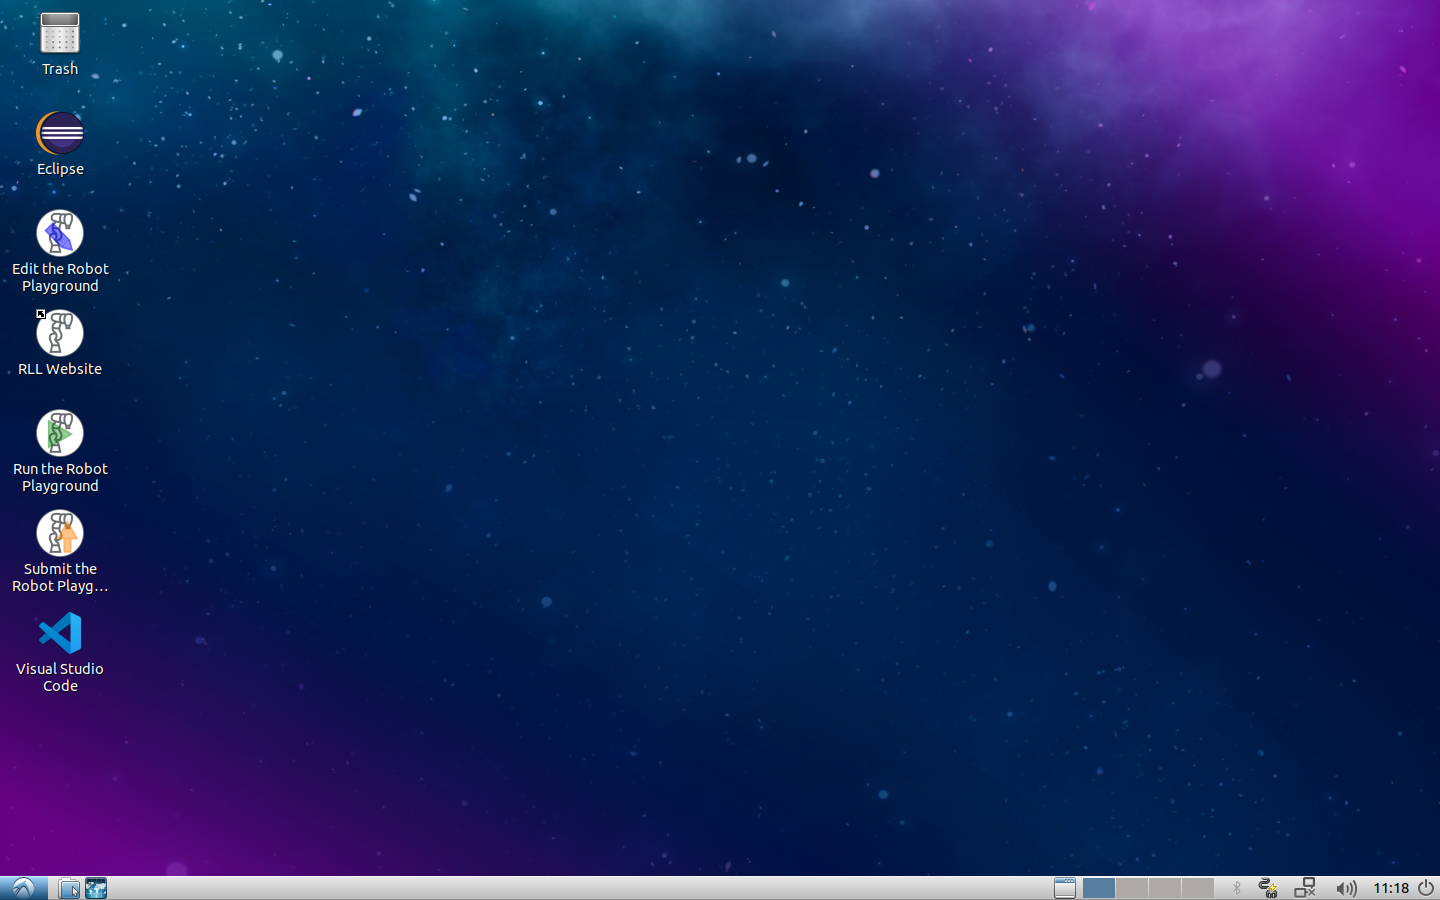 Trash
Eclipse
Edit the Robot
Playground
RLL Website
Run the Robot
Playground
Submit the
Robot Playg…
Visual Studio
Code
11:18